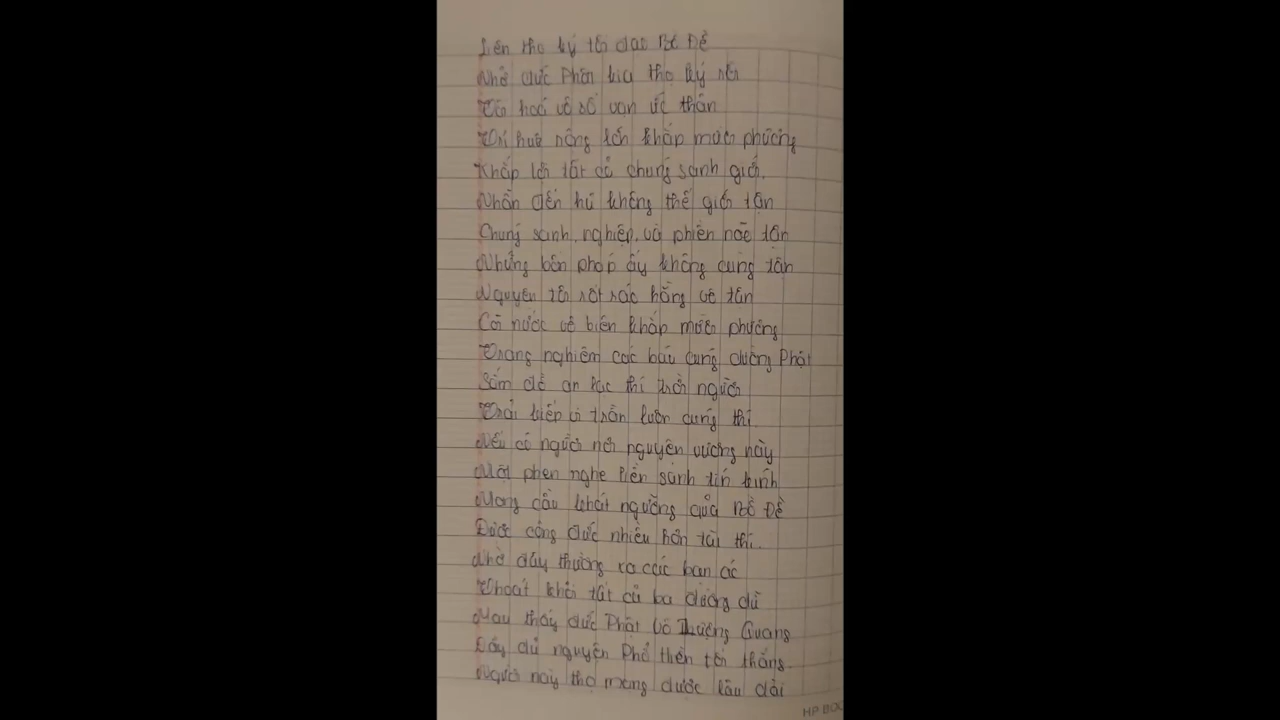 Liền thọ ký tôi đạo Bồ Đề
Nhờ đức Phật kia thọ ký rồi
Tôi hoá vô số vạn ức thân
Trí huệ rộng lớn khắp mười phương
Khắp lợi tất cả chúng sanh giới.
Nhẫn đến hư không thế giới tận
Chúng sanh, nghiệp, và phiền não tận
Những bốn pháp ấy không cùng tận
Nguyện tôi rốt ráo hằng vô tận
Cõi nước vô biên khắp mười phương
Trang nghiêm các báu cúng dường Phật
Sắm đồ an lạc thí trời người
Trải kiếp vi trần luôn cúng thí.
Nếu có người nơi nguyện vương này
Một phen nghe liền sanh tín kính
Mong cầu khát ngưỡng quả Bồ Đề
Được công đức nhiều hơn tài thí.
Nhờ đây thường xa các bạn ác
Thoát khỏi tất cả ba đường dữ
Mau thấy đức Phật Vô Lượng Quang
Đầy đủ nguyện Phổ Hiền tối thắng.
Người này thọ mạng được lâu dài
HP BOO